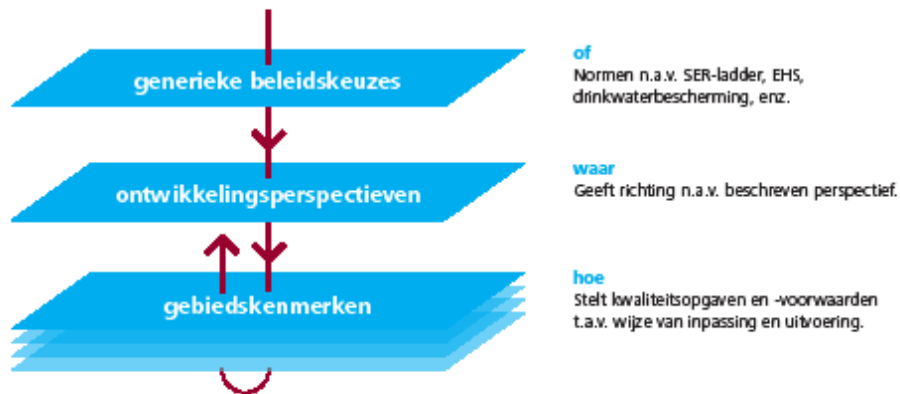 generieke beleidskeuzes
of
Normen n.a.v. SER-ladder, EHS,
drinkwaterbescherming, enz.
ontwikkelingsperspectieven
waar
Geeft richting n.a.v. beschreven perspectief.
gebiedskenmerken
hoe
Stelt kwaliteitsopgaven en -voorwaarden
t.a.v. wijze van inpassing en uitvoering.